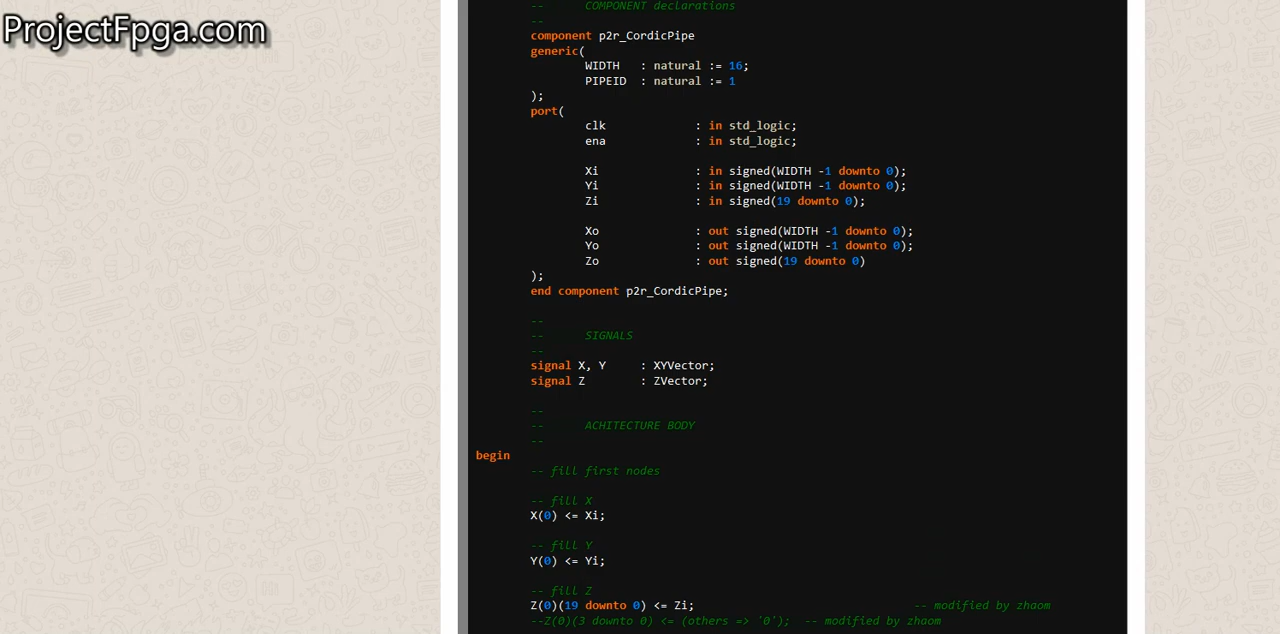 ProjectFpga.com
-- COMPONENT declarations
--
component p2r_CordicPipe
generic(
WIDTH : natural := 16;
PIPEID : natural := 1
);
port(
clk : in std_logic;
ena : in std_logic;
Xi : in signed(WIDTH -1 downto 0);
Yi : in signed(WIDTH -1 downto 0);
Zi : in signed(19 downto 0);
Xo : out signed(WIDTH -1 downto 0);
Yo : out signed(WIDTH -1 downto 0);
Zo : out signed(19 downto 0)
);
end component p2r_CordicPipe;
--
-- SIGNALS
--
signal X, Y : XYVector;
signal Z : ZVector;
--
-- ACHITECTURE BODY
--
begin
-- fill first nodes
-- fill X
X(0) <= Xi;
-- fill Y
Y(0) <= Yi;
-- fill Z
Z(0)(19 downto 0) <= Zi; -- modified by zhaom
--Z(0)(3 downto 0) <= (others => '0'); -- modified by zhaom